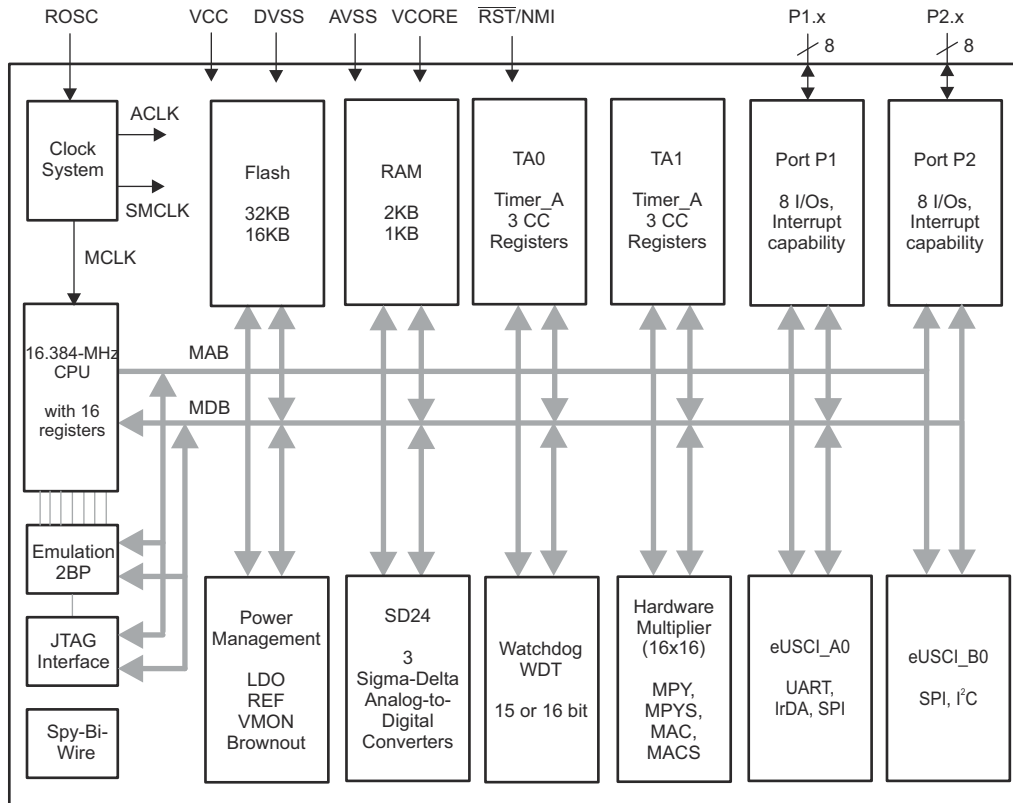 ROSC
VCC
DVSS
AVSS
VCORE
RST/NMI
P1.x
P2.x
8
8
ACLK
Clock
System
SMCLK
MCLK
Flash
32KB
16KB
RAM
2KB
1KB
TA0
Timer_A
3 CC
Registers
TA1
Timer_A
3 CC
Registers
Port P1
8 I/Os,
Interrupt
capability
Port P2
8 I/Os,
Interrupt
capability
16.384-MHz
CPU
with 16
registers
MAB
MDB
Emulation
2BP
JTAG
Interface
Spy-Bi-
Wire
Power
Management
LDO
REF
VMON
Brownout
SD24
3
Sigma-Delta
Analog-to-
Digital
Converters
Watchdog
WDT
15 or 16 bit
Hardware
Multiplier
(16x16)
MPY,
MPYS,
MAC,
MACS
eUSCI_A0
UART,
IrDA, SPI
eUSCI_B0
SPI, I²C